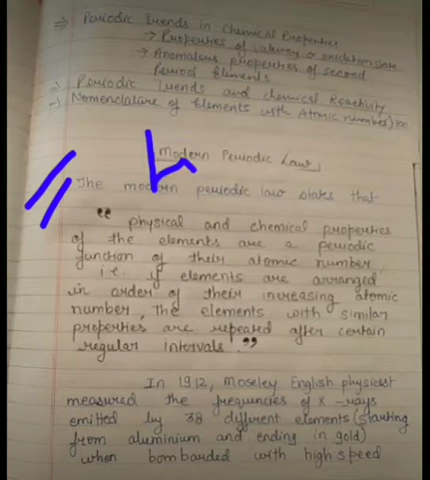 ⇒ Periodic trends in Chemical Properties
→ Properties of valency or oxidation state
→ Anomalous properties of second
Period Elements
→ Periodic Trends and Chemical Reactivity
→ Nomenclature of Elements with Atomic number > 100
Modern Periodic Law
The modern periodic law states that
" physical and chemical properties
of the elements are a periodic
function of their atomic number,
i.e. if elements are arranged
in order of their increasing atomic
number, the elements with similar
properties are repeated after certain
regular intervals."
In 1912, Moseley English physicist
measured the frequencies of X-rays
emitted by 38 different elements (starting
from aluminium and ending in gold)
when bombarded with high speed